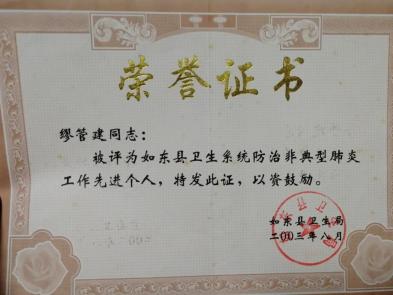 荣誉证书
缪管建同志：
被评为如东县卫生系统防治非典型肺炎
工作先进个人，特发此证，以资鼓励。
如东县卫生局
二〇〇三年八月